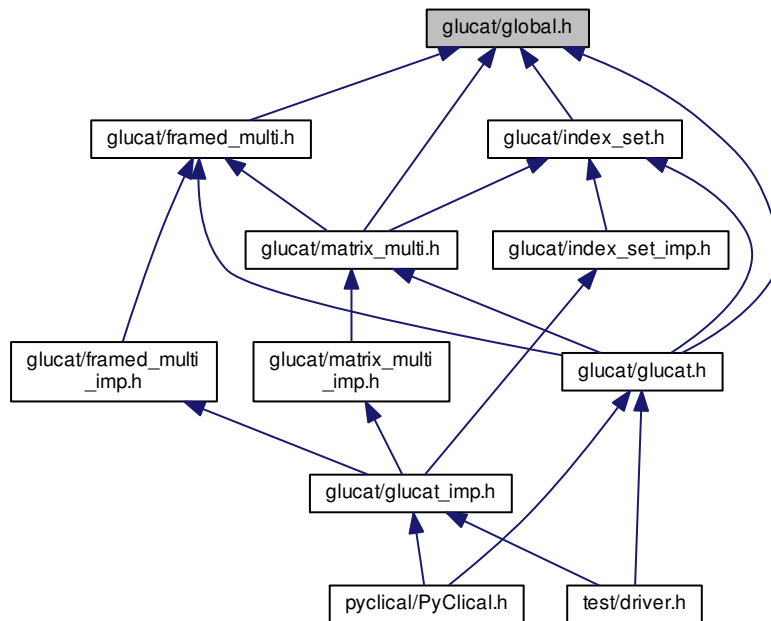 glucat/global.h
glucat/framed_multi.h
glucat/index_set.h
glucat/matrix_multi.h
glucat/index_set_imp.h
glucat/framed_multi
_imp.h
glucat/matrix_multi
_imp.h
glucat/glucat.h
glucat/glucat_imp.h
pyclical/PyClical.h
test/driver.h